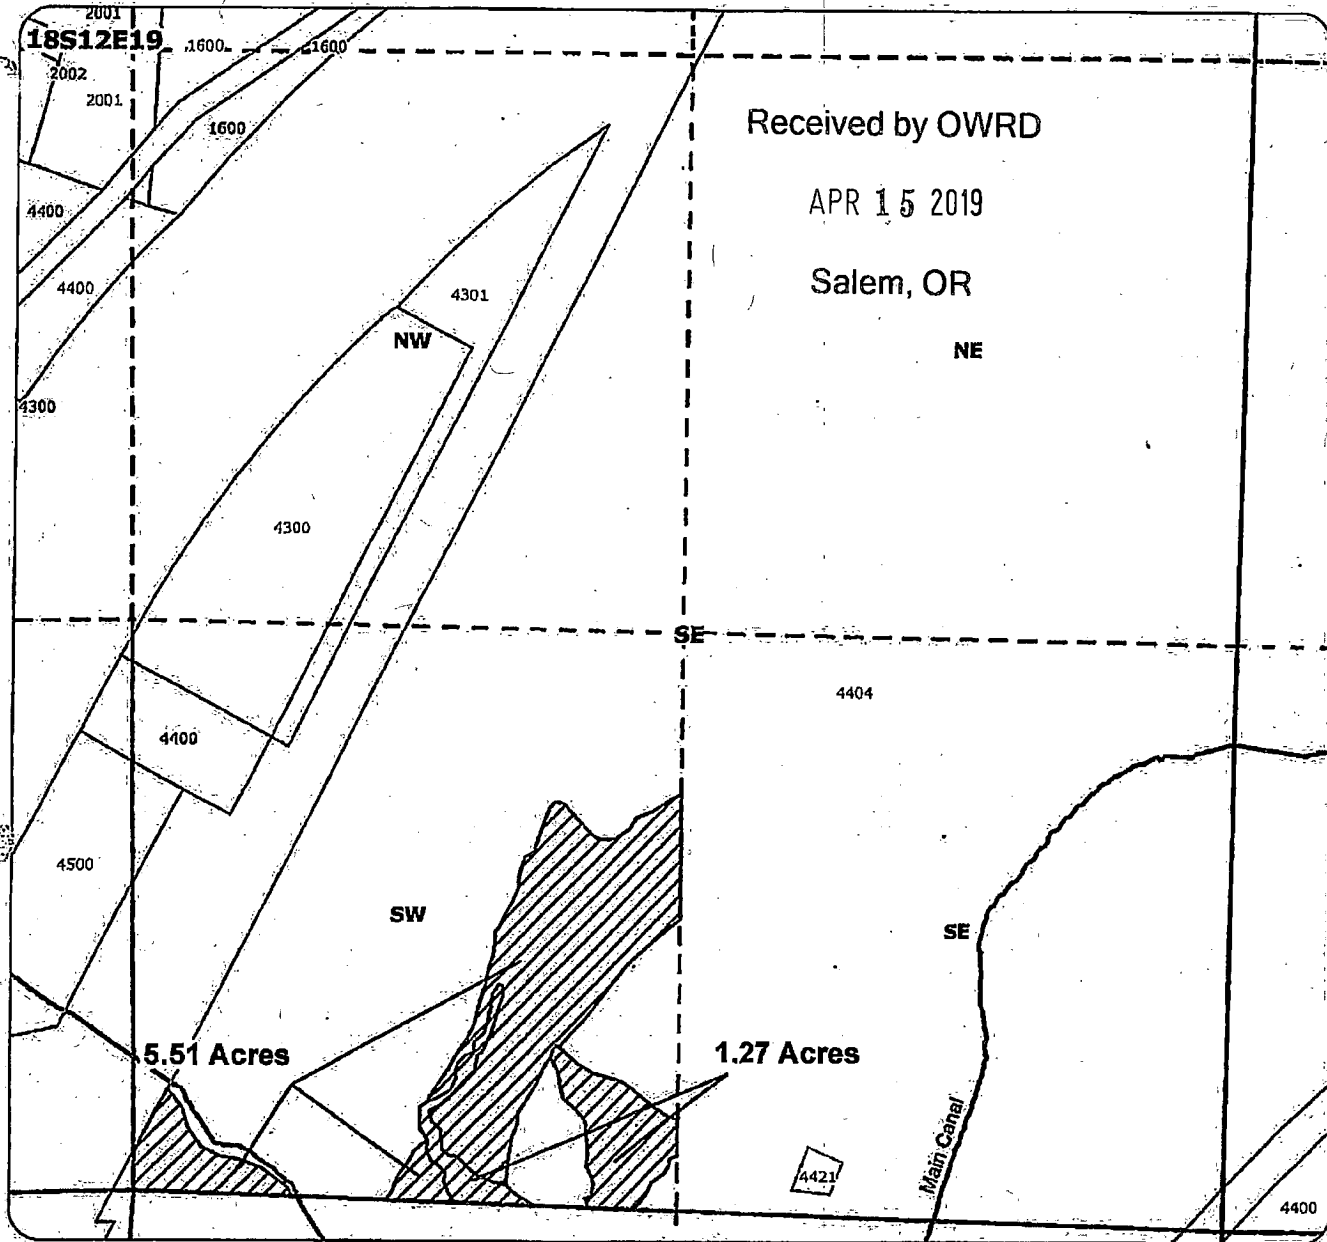 2001
18S12E19
1600
1600
2002
2001
1600
Received by OWRD
APR 15 2019
4400
Salem, OR
4400
4301
NW
NE
4300
4300
SE
4404
4400
4500
SW
SE
5.51 Acres
1.27 Acres
Main Canal
4421
4400